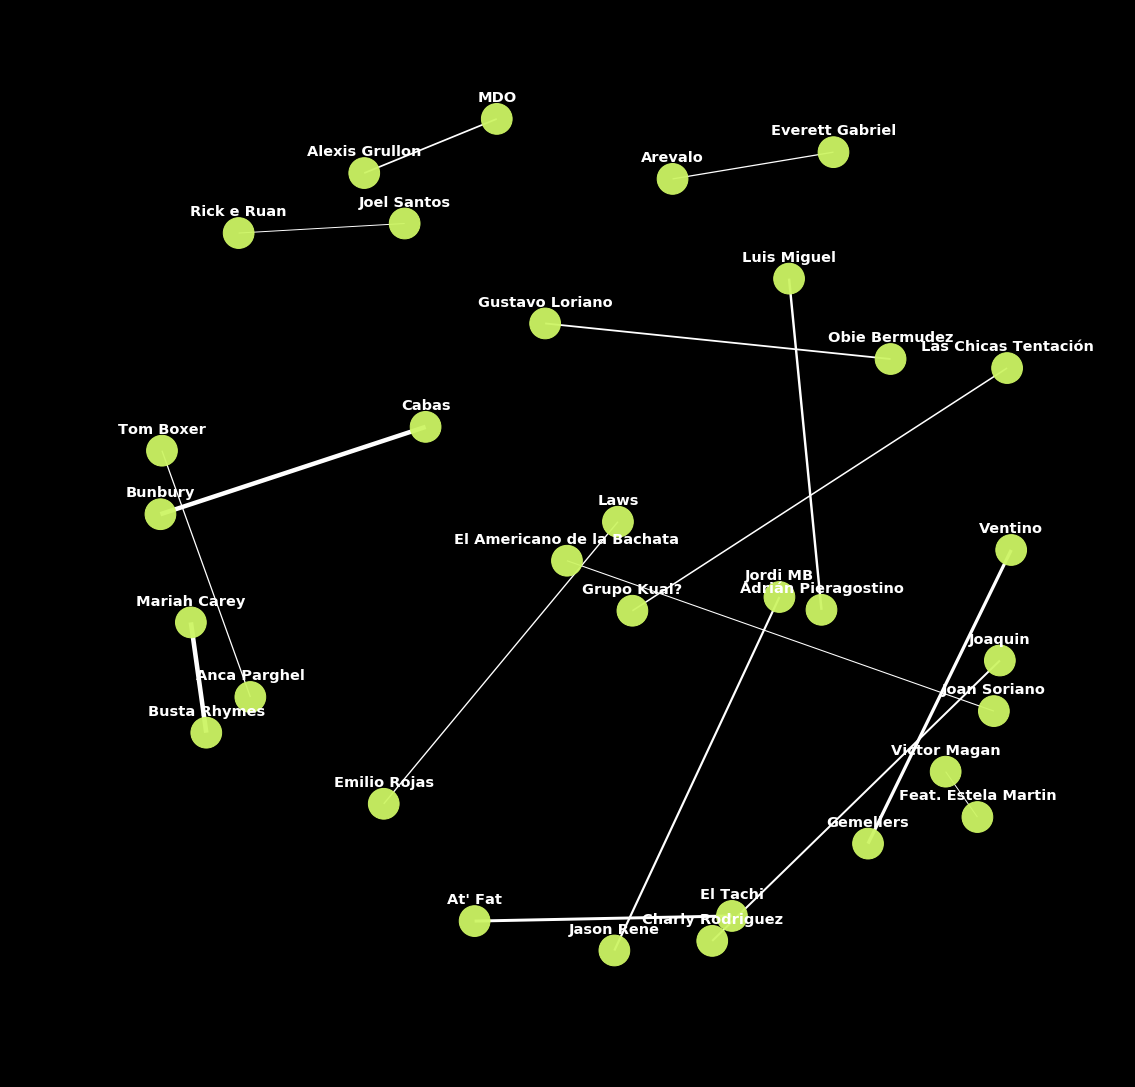 MDO
Everett Gabriel
Alexis Grullon
Arevalo
Joel Santos
Rick e Ruan
Luis Miguel
Gustavo Loriano
Obie Bermudez
Las Chicas Tentación
Cabas
Tom Boxer
Bunbury
Laws
Ventino
El Americano de la Bachata
Jordi MB
Grupo Kual?
Adrián Pieragostino
Mariah Carey
Joaquin
Anca Parghel
Joan Soriano
Busta Rhymes
Victor Magan
Emilio Rojas
Feat. Estela Martin
Gemeliers
El Tachi
At' Fat
Charly Rodriguez
Jason Rene